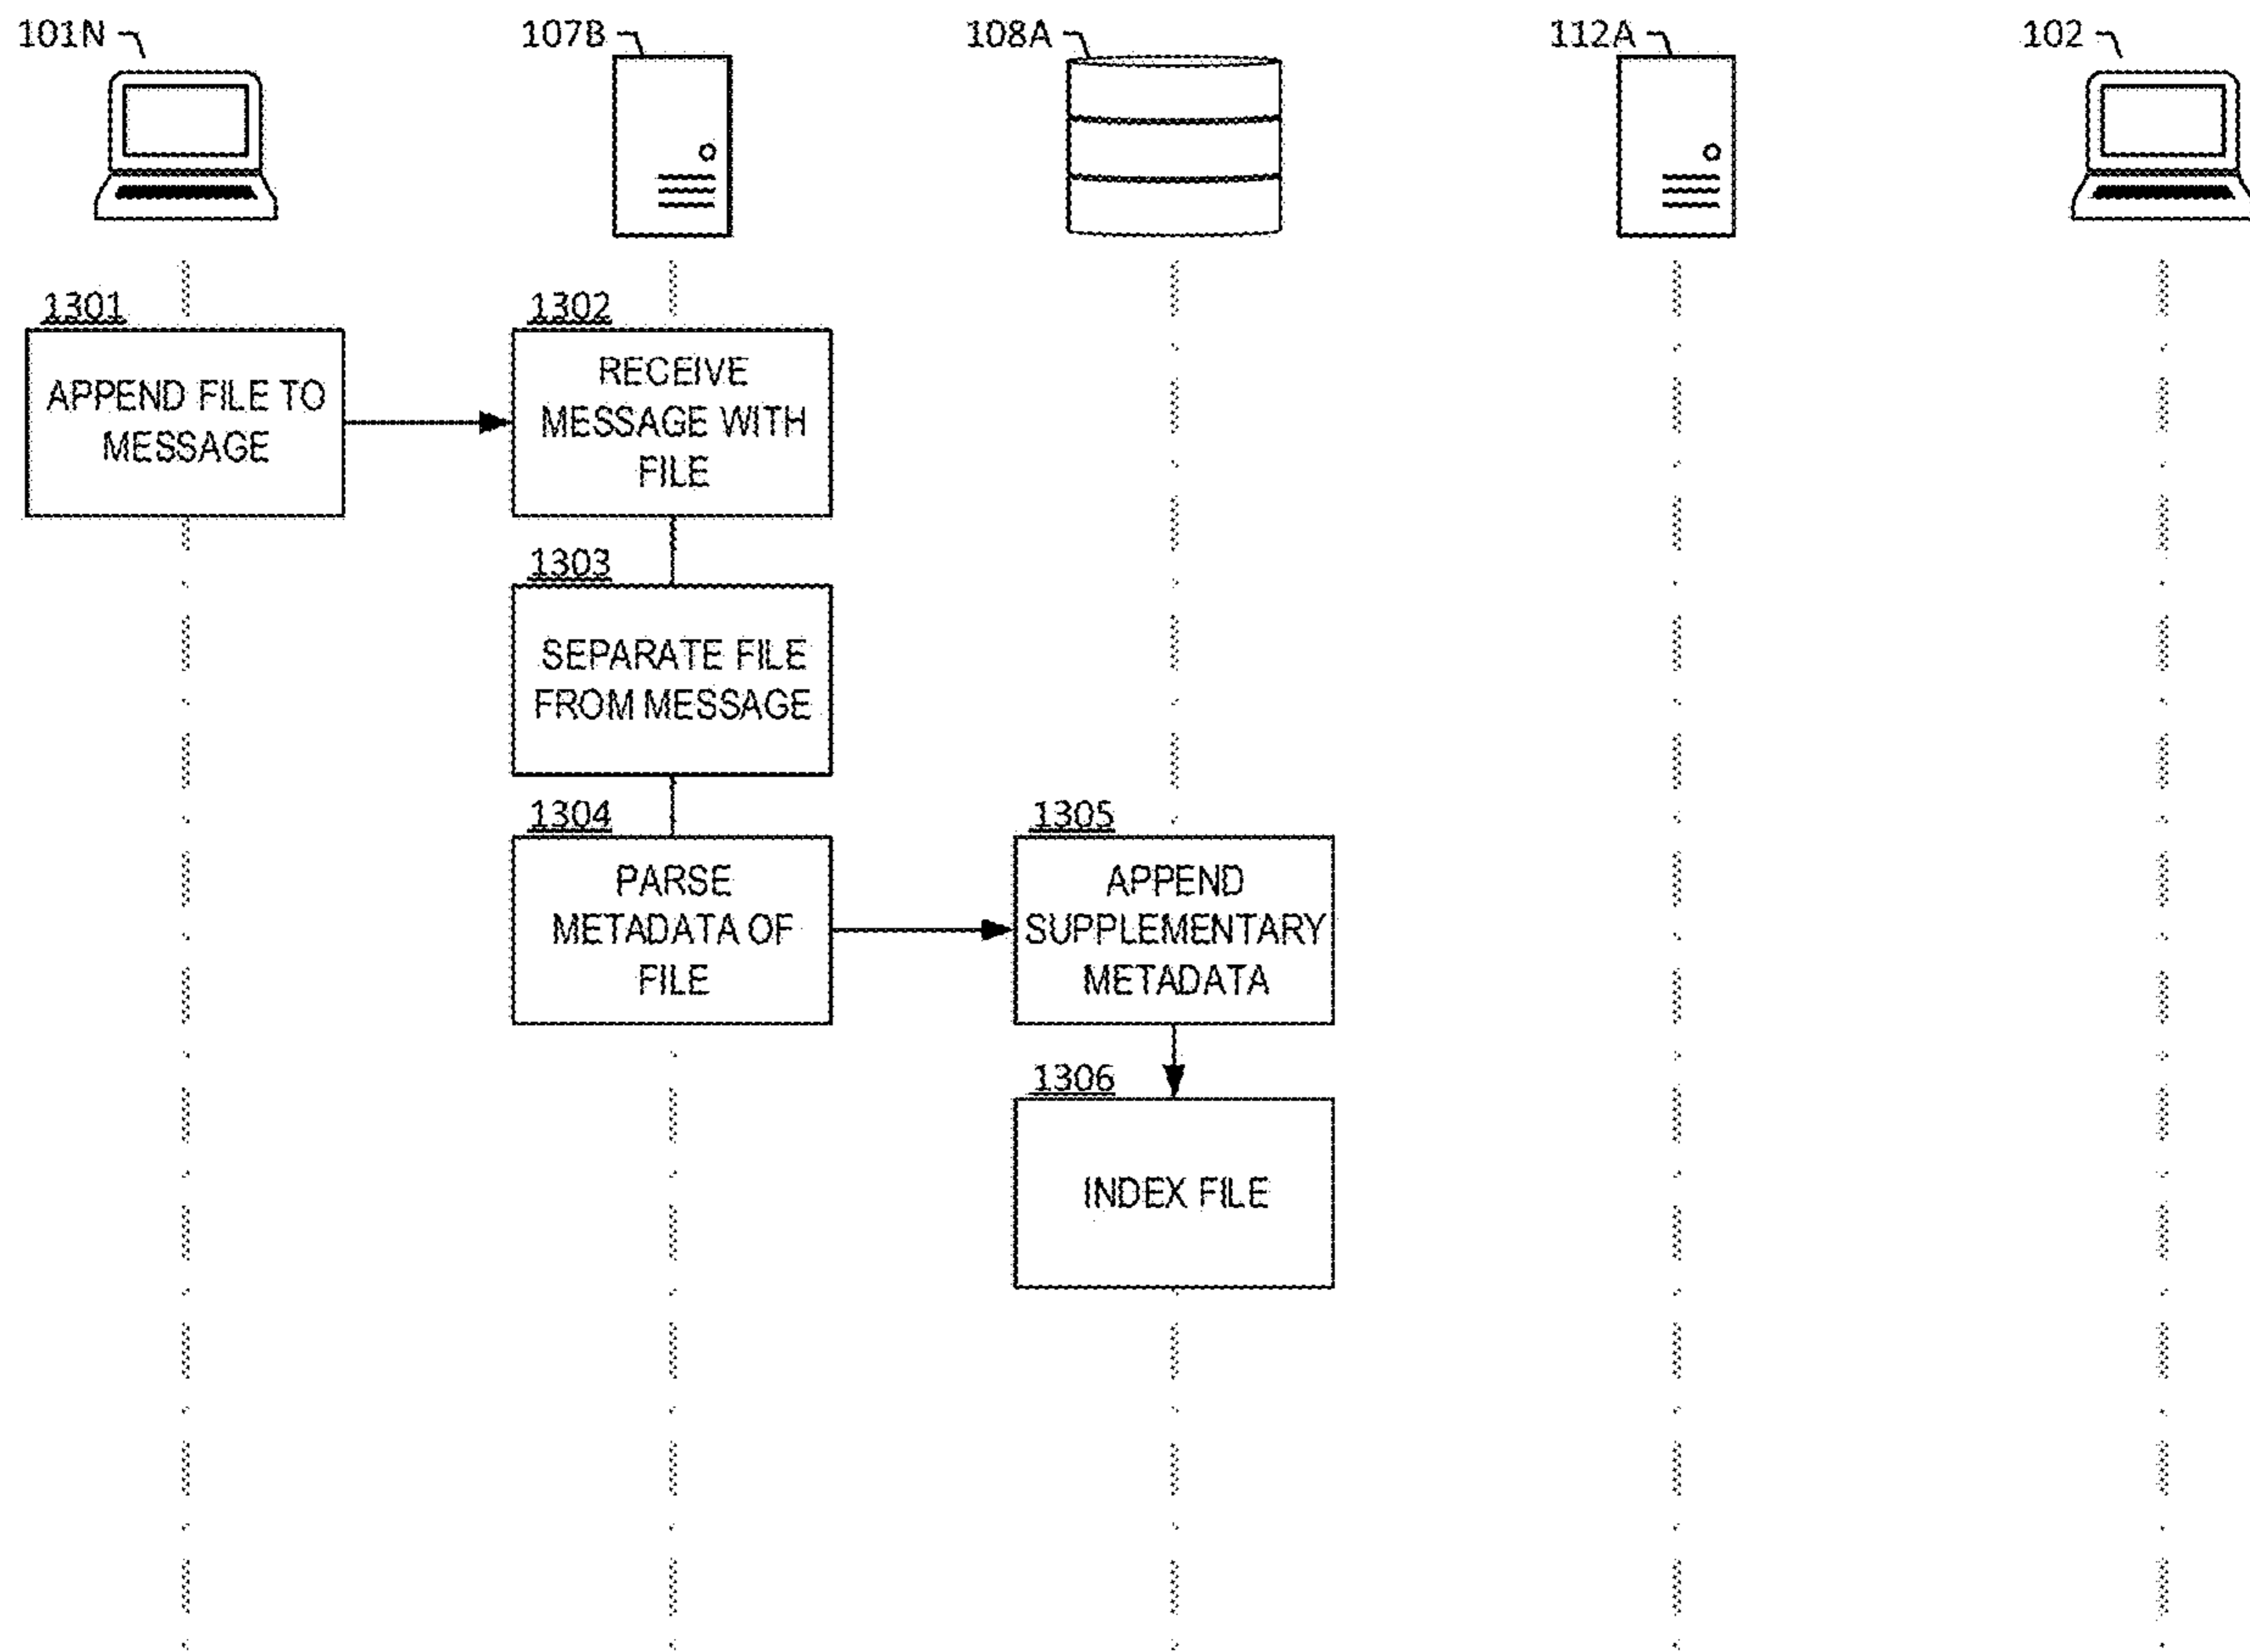 101N
107B
108A
112A
102
1301
APPEND FILE TO
MESSAGE
1302
RECEIVE
MESSAGE WITH
FILE
1303
SEPARATE FILE
FROM MESSAGE
1304
PARSE
METADATA OF
FILE
1305
APPEND
SUPPLEMENTARY
METADATA
1306
INDEX FILE